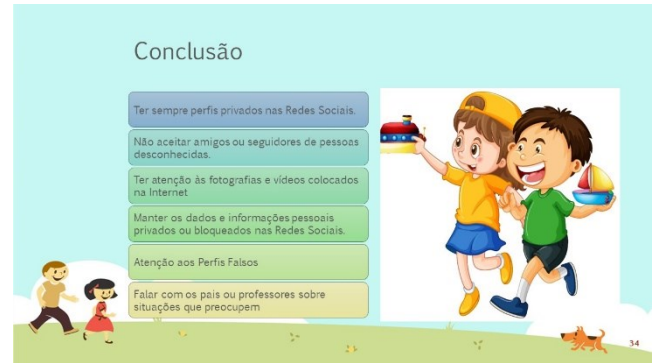 Conclusão
Ter sempre perfis privados nas Redes Sociais.
Não aceitar amigos ou seguidores de pessoas
desconhecidas.
Ter atenção às fotografias e vídeos colocados
na Internet
Manter os dados e informações pessoais
privados ou bloqueados nas Redes Sociais.
Atenção aos Perfis Falsos
Falar com os pais ou professores sobre
situações que preocupem
34